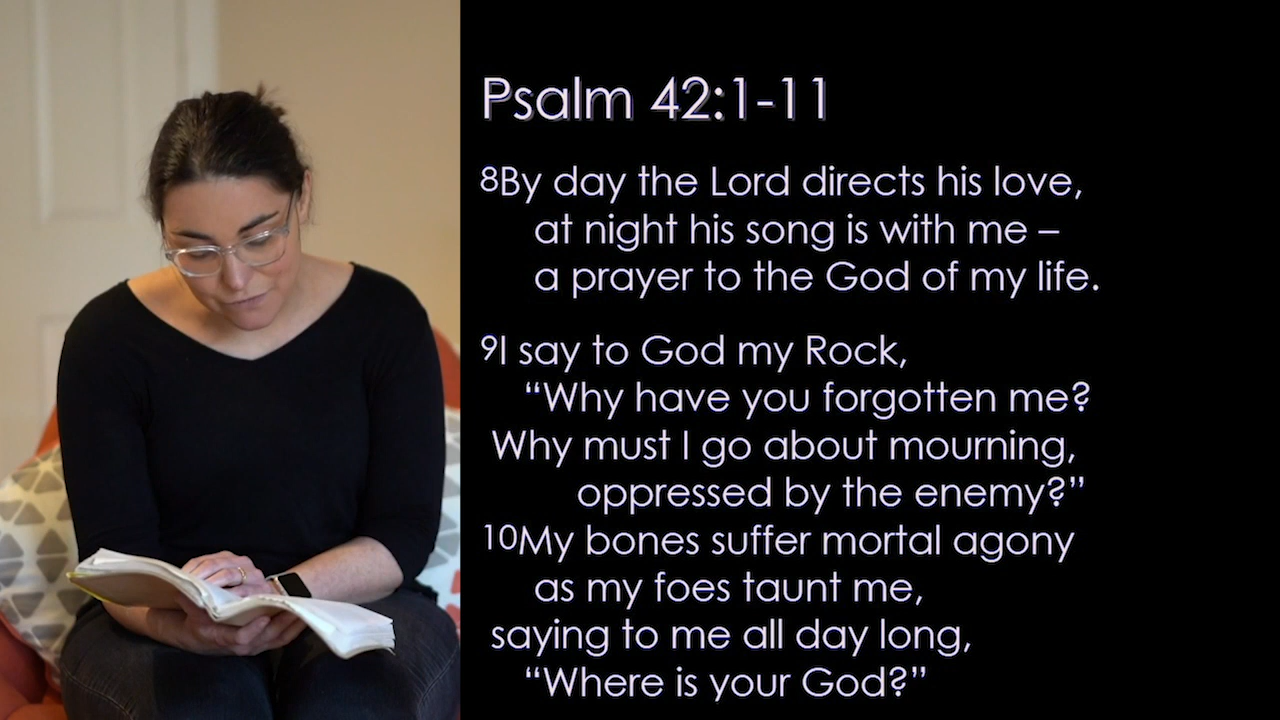 Psalm 42:1-11
8By day the Lord directs his love,
at night his song is with me –
a prayer to the God of my life.
9I say to God my Rock,
“Why have you forgotten me?
Why must I go about mourning,
oppressed by the enemy?”
10My bones suffer mortal agony
as my foes taunt me,
saying to me all day long,
“Where is your God?”